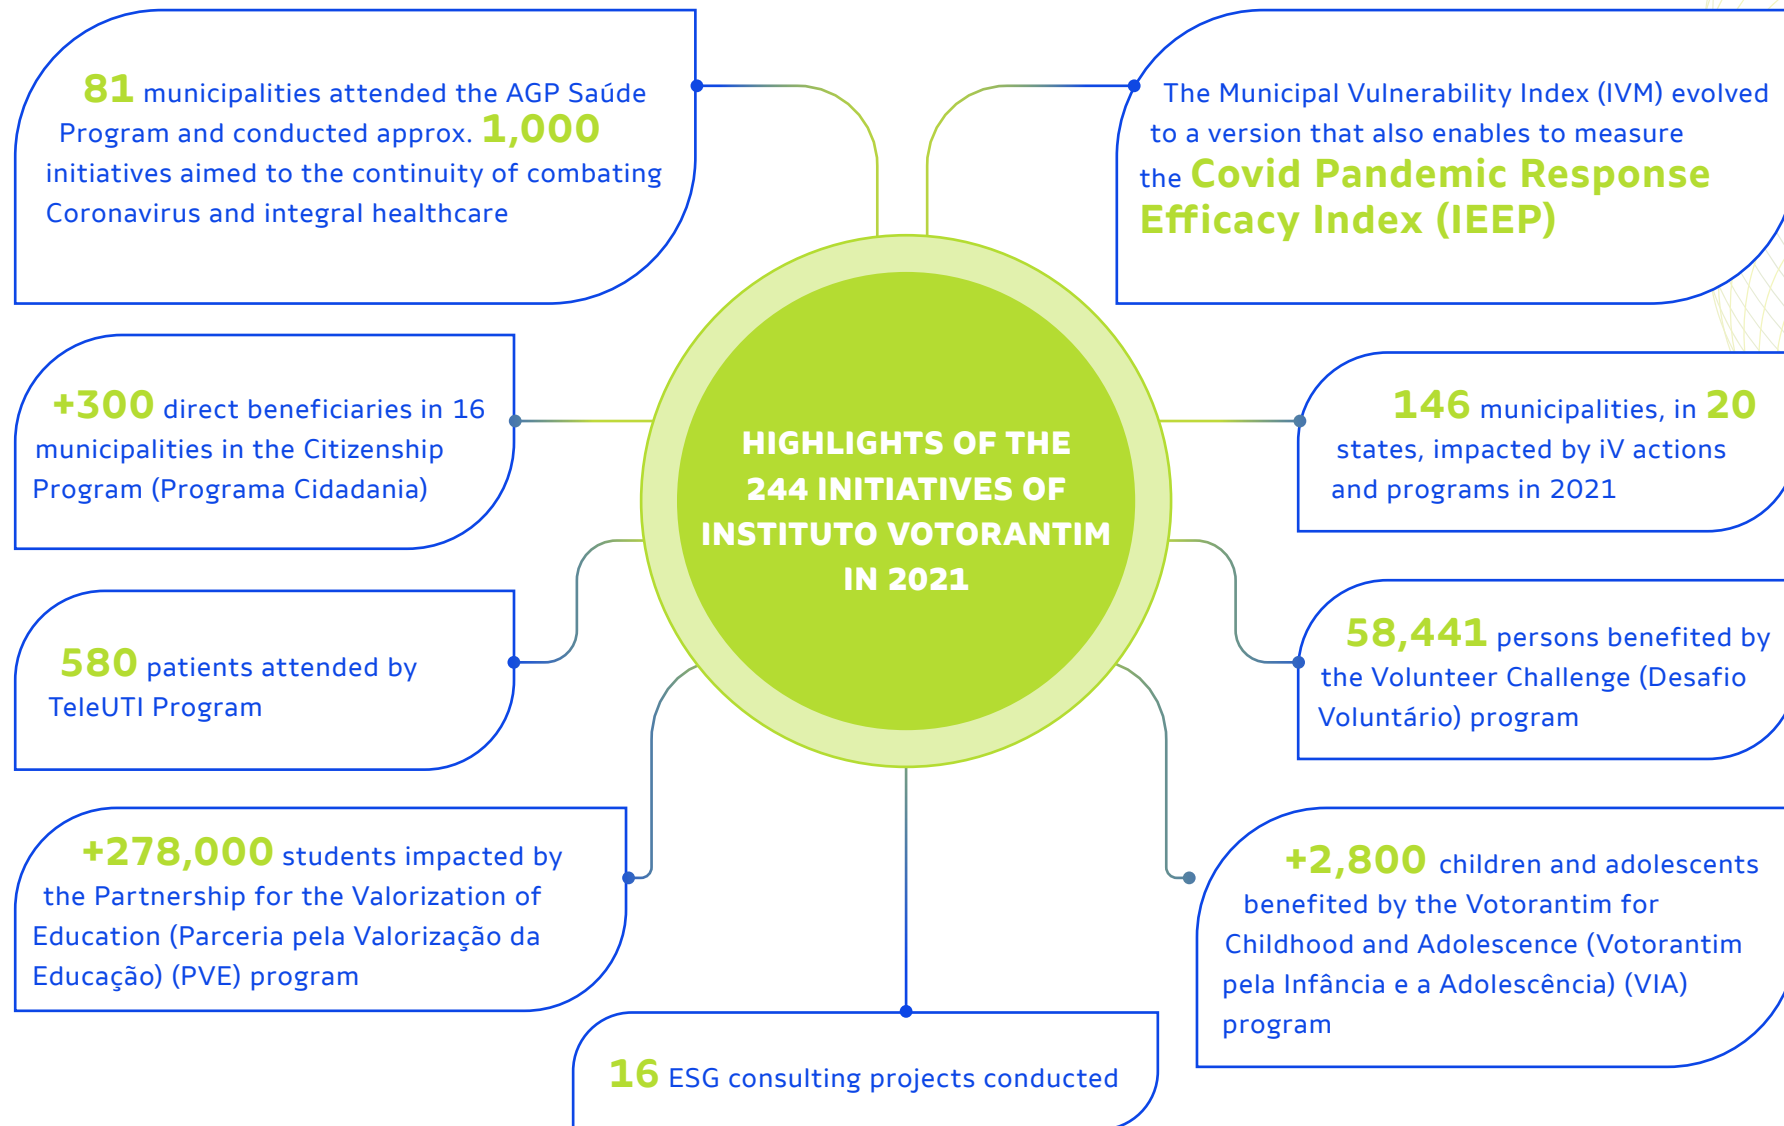 81 municipalities attended the AGP Saúde
Program and conducted approx. 1,000
initiatives aimed to the continuity of combating
Coronavirus and integral healthcare
The Municipal Vulnerability Index (IVM) evolved
to a version that also enables to measure
the Covid Pandemic Response
Efficacy Index (IEEP)
+300 direct beneficiaries in 16
municipalities in the Citizenship
Program (Programa Cidadania)
HIGHLIGHTS OF THE
244 INITIATIVES OF
INSTITUTO VOTORANTIM
IN 2021
146 municipalities, in 20
states, impacted by iV actions
and programs in 2021
580 patients attended by
TeleUTI Program
58,441 persons benefited by
the Volunteer Challenge (Desafio
Voluntário) program
+278,000 students impacted by
the Partnership for the Valorization of
Education (Parceria pela Valorização da
Educação) (PVE) program
+2,800 children and adolescents
benefited by the Votorantim for
Childhood and Adolescence (Votorantim
pela Infância e a Adolescência) (VIA)
program
16 ESG consulting projects conducted